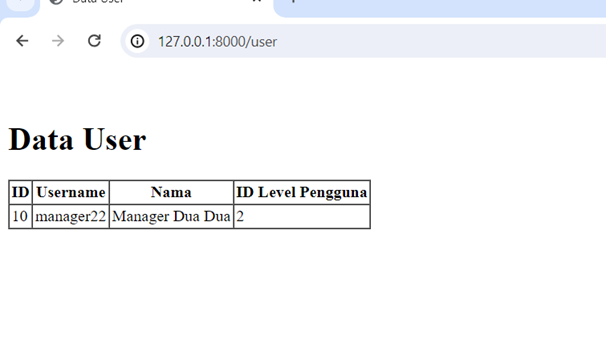 Data User
127.0.0.1:8000/user
Data User
ID Username Nama ID Level Pengguna
10 manager22 Manager Dua Dua 2